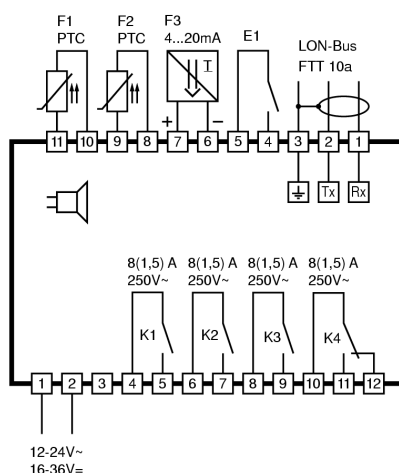 F1
PTC
F2
PTC
F3
4...20mA
E1
LON-Bus
FTT 10a
I
+ −
11 10 9 8 7 6 5 4 3 2 1
Tx Rx
8(1,5) A 8(1,5) A 8(1,5) A 8(1,5) A
250V~ 250V~ 250V~ 250V~
K1 K2 K3 K4
1 2 3 4 5 6 7 8 9 10 11 12
12-24V~
16-36V=